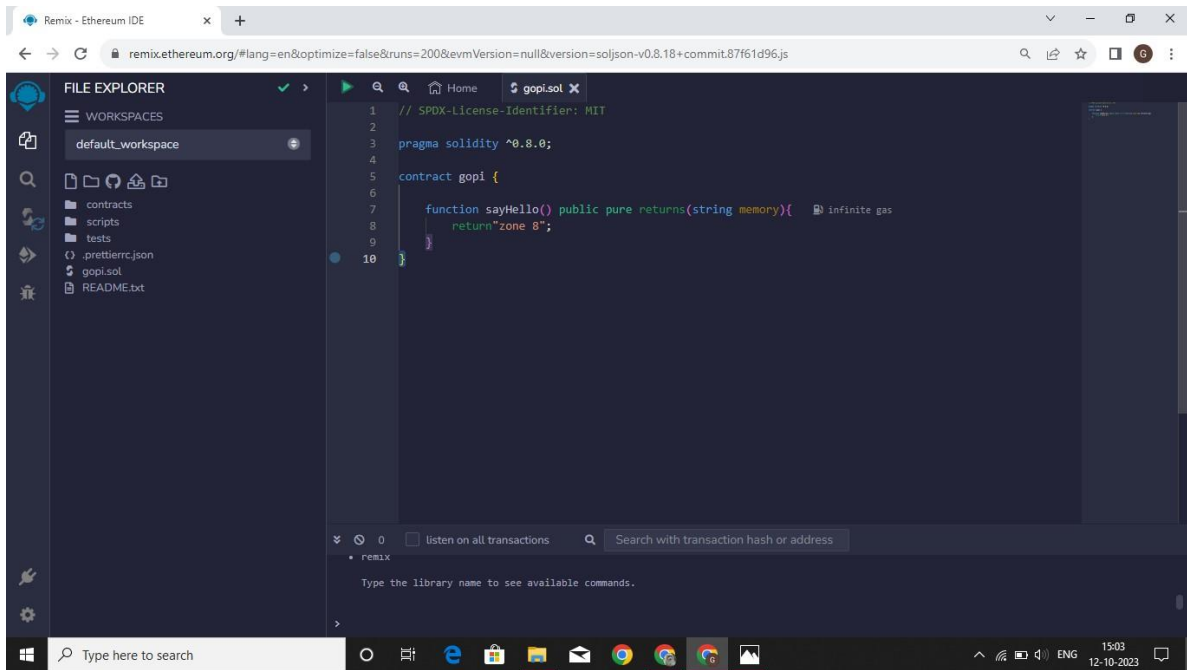 Remix - Ethereum IDE
remix.ethereum.org/#lang=en&optimize=false&runs=200&evmVersion=null&version=soljson-v0.8.18+commit.87f61d96.js
G
FILE EXPLORER
WORKSPACES
default_workspace
contracts
scripts
tests
.prettierrc.json
gopi.sol
README.txt
Home
gopi.sol
1 // SPDX-License-Identifier: MIT
2
3 pragma solidity ^0.8.0;
4
5 contract gopi {
6
7 function sayHello() public pure returns(string memory){ infinite gas
8 return"zone 8";
9 }
10 }
0 listen on all transactions Search with transaction hash or address
remix
Type the library name to see available commands.
>
Type here to search
ENG
15:03
12-10-2023